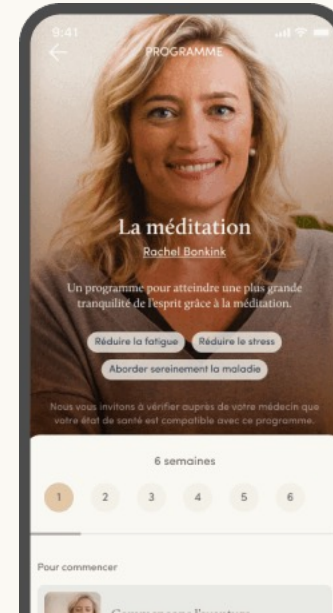 9:41
PROGRAMME
La méditation
Rachel Bonkink
Un programme pour atteindre une plus grande
tranquilité de l'esprit grâce à la méditation.
Réduire la fatigue Réduire le stress
Aborder sereinement la maladie
Nous vous invitons à vérifier auprès de votre médecin que
votre état de santé est compatible avec ce programme.
6 semaines
1 2 3 4 5 6
Pour commencer
Commençons l'aventure